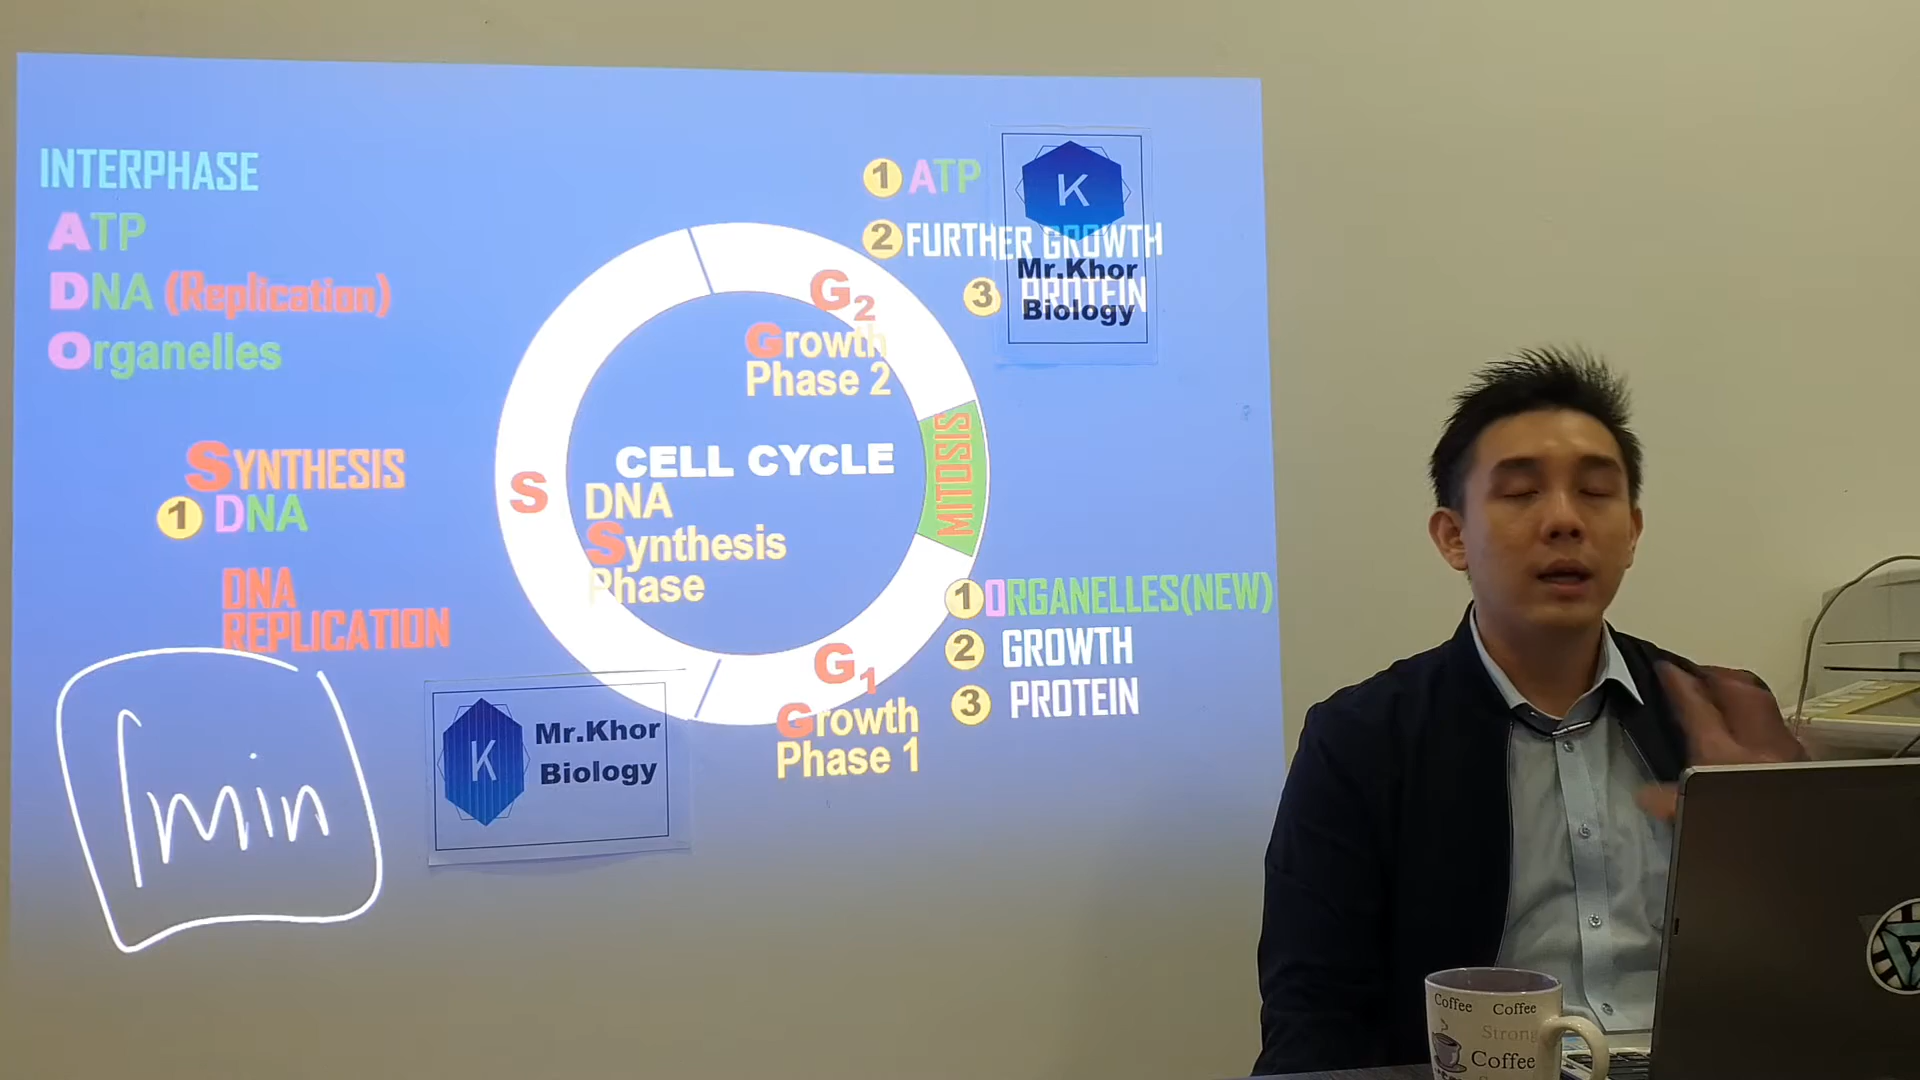 INTERPHASE
ATP
DNA (Replication)
Organelles
SYNTHESIS
1 DNA
DNA
REPLICATION
1min
1 ATP
2 FURTHER GROWTH
3 PROTEIN
K
Mr.Khor
Biology
G2
Growth
Phase 2
CELL CYCLE
S
DNA
Synthesis
Phase
MITOSIS
1 ORGANELLES(NEW)
2 GROWTH
3 PROTEIN
G1
Growth
Phase 1
K
Mr.Khor
Biology
Coffee Coffee
Strong
Coffee